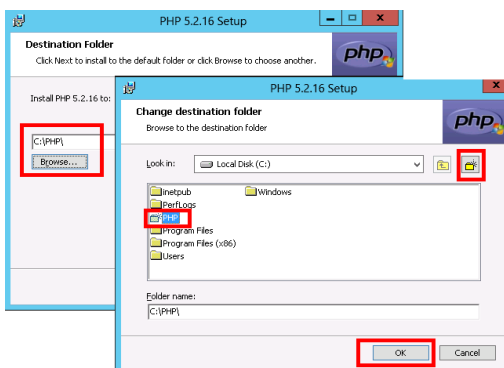 PHP 5.2.16 Setup
Destination Folder
Click Next to install to the default folder or click Browse to choose another.
php
Install PHP 5.2.16 to:
C:\PHP\
Browse...
PHP 5.2.16 Setup
Change destination folder
Browse to the destination folder
php
Look in:
Local Disk (C:)
inetpub
Windows
PerfLogs
PHP
Program Files
Program Files (x86)
Users
Folder name:
C:\PHP\
OK
Cancel